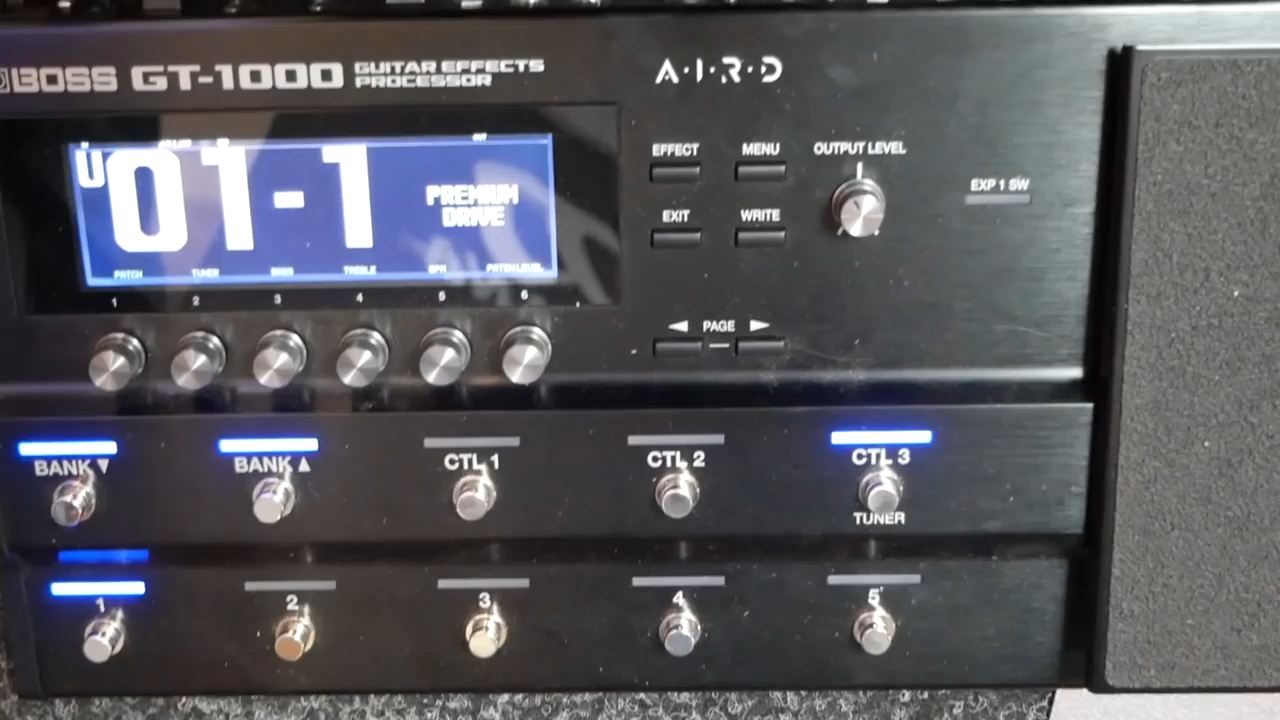 BOSS GT-1000 GUITAR EFFECTS PROCESSOR
A·I·R·D
U01-1
PREMIUM
DRIVE
PATCH TUNER BASS TREBLE BPM PATCH LEVEL
1 2 3 4 5 6
EFFECT MENU OUTPUT LEVEL
EXP 1 SW
EXIT WRITE
◀ PAGE ▶
BANK ▼ BANK ▲ CTL 1 CTL 2 CTL 3
TUNER
1 2 3 4 5